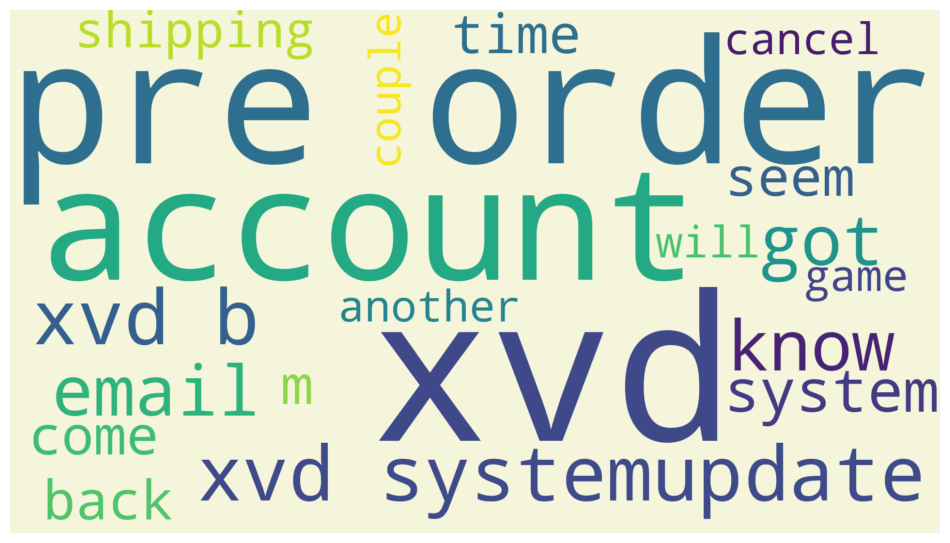 shipping
couple
time
cancel
pre order
seem
account
will
got
game
xvd b
another
xvd
know
email
m
system
come
xvd systemupdate
back